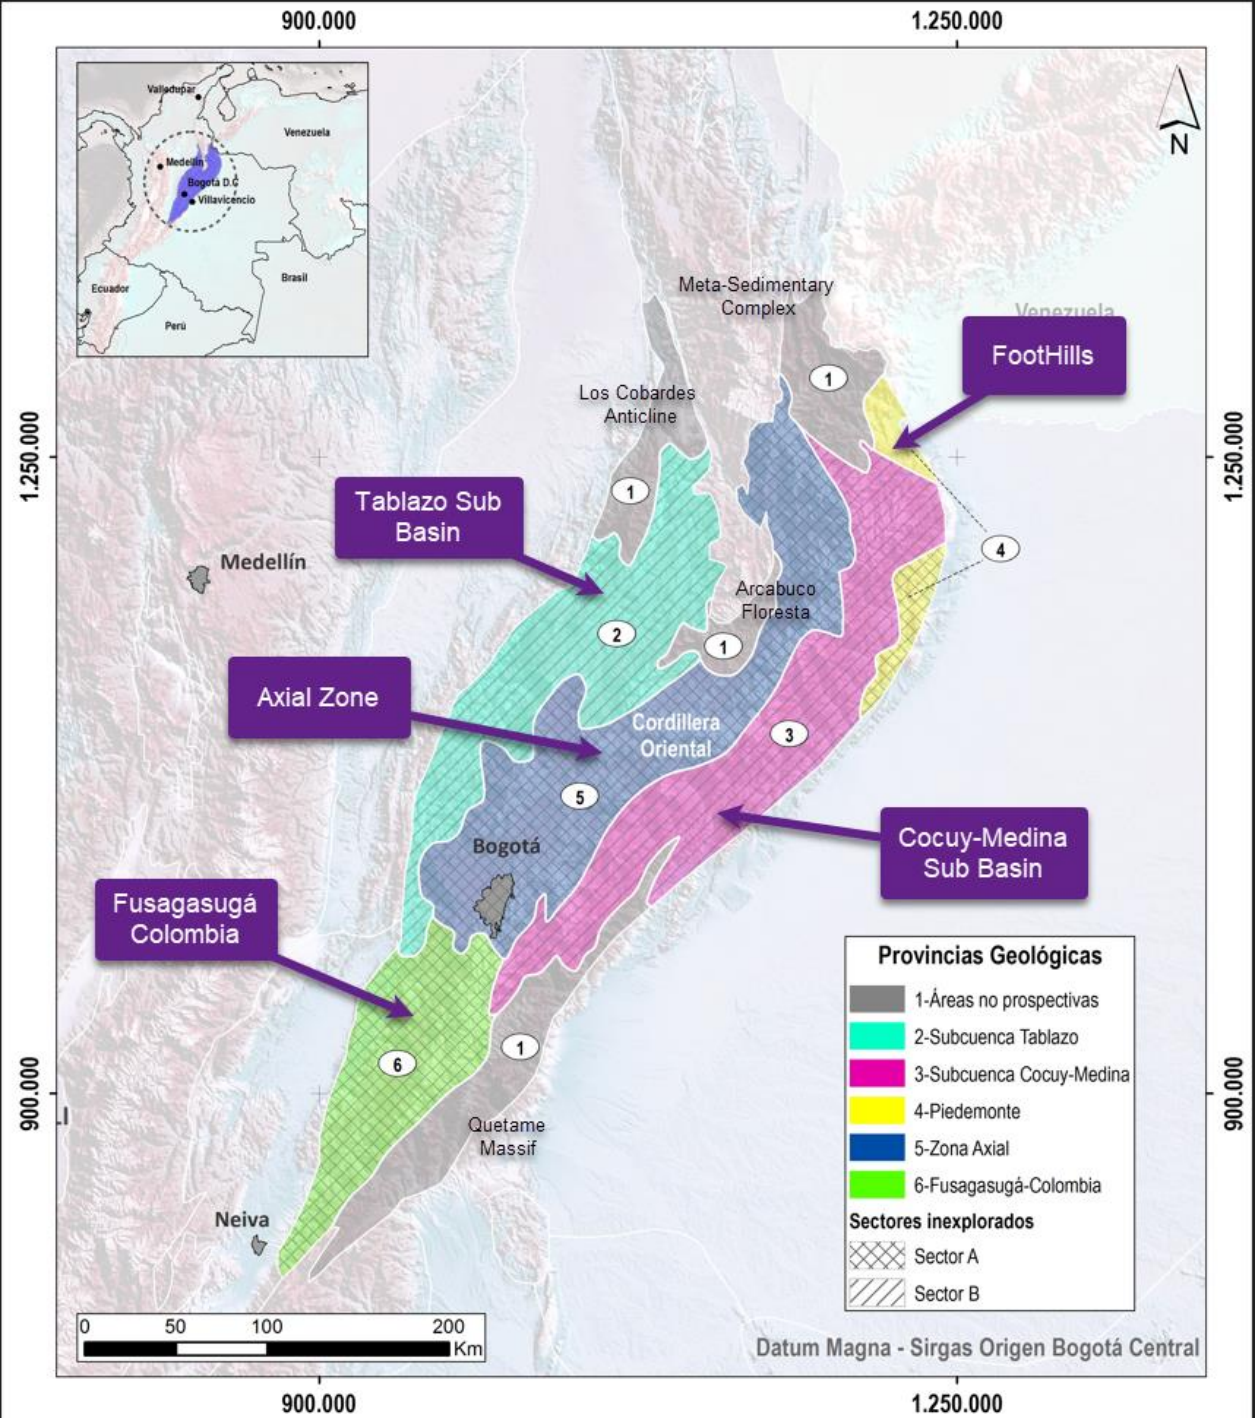 900.000
1.250.000
Valledupar
Venezuela
Medellín
Bogotá D.C
Villavicencio
Brasil
Ecuador
Perú
N
Meta-Sedimentary
Complex
Venezuela
FootHills
1
Los Cobardes
Anticline
1.250.000
1.250.000
1
Tablazo Sub
Basin
4
Medellín
Arcabuco
Floresta
2
1
Axial Zone
Cordillera
Oriental
3
5
Bogotá
Cocuy-Medina
Sub Basin
Fusagasugá
Colombia
1
6
900.000
900.000
Quetame
Massif
Neiva
Provincias Geológicas
1-Áreas no prospectivas
2-Subcuenca Tablazo
3-Subcuenca Cocuy-Medina
4-Piedemonte
5-Zona Axial
6-Fusagasugá-Colombia
Sectores inexplorados
Sector A
Sector B
0 50 100 200
Km
Datum Magna - Sirgas Origen Bogotá Central
900.000
1.250.000